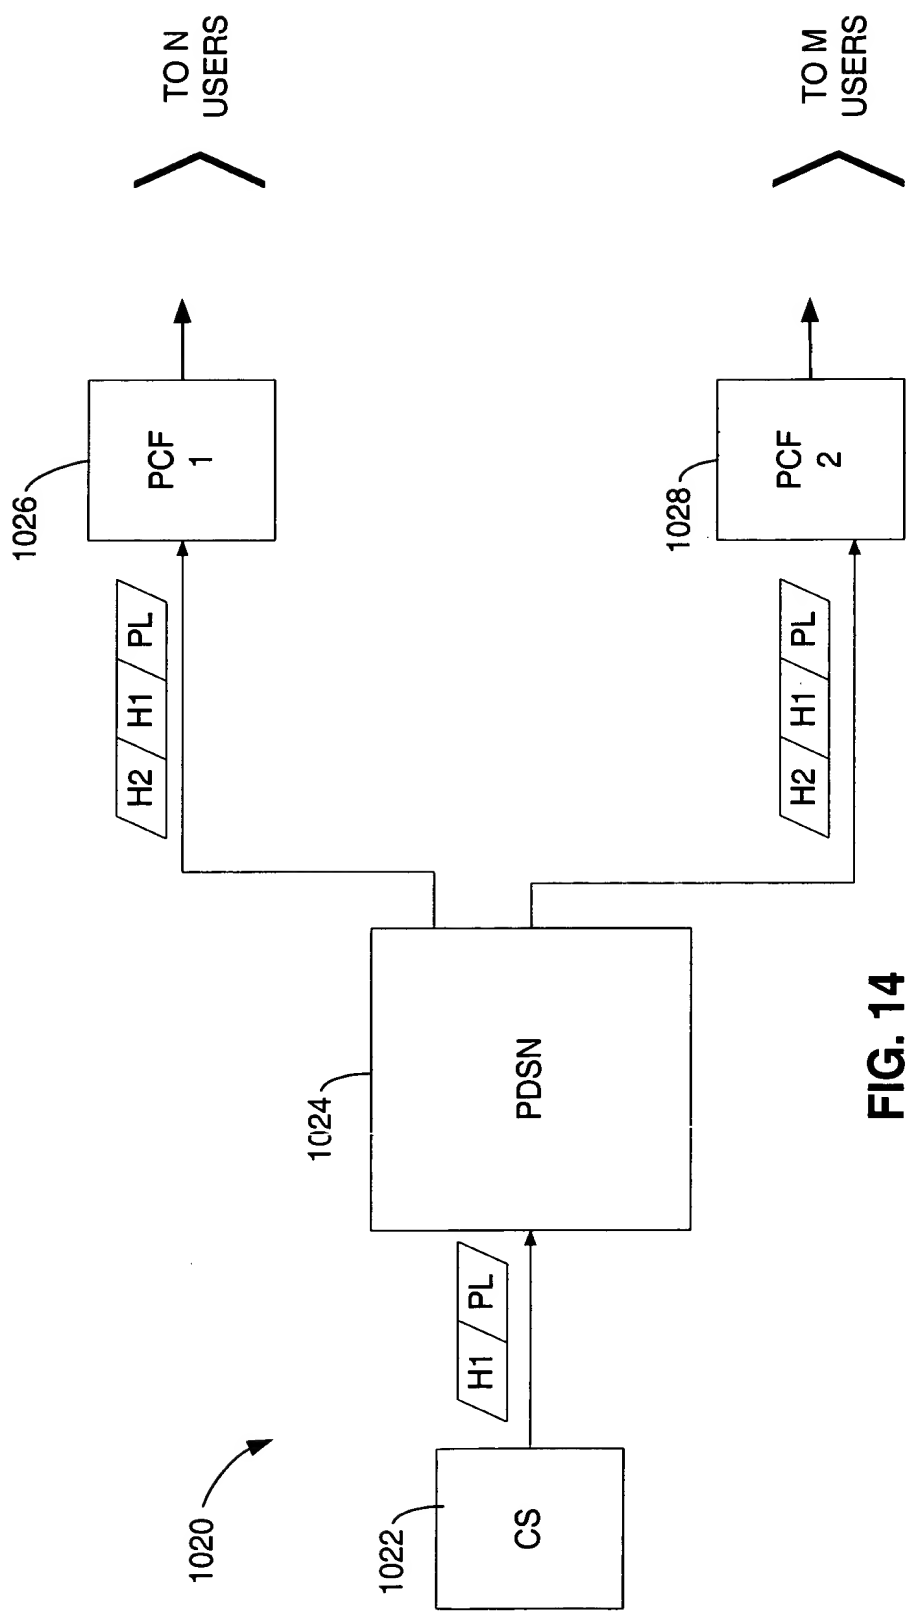 1020
1022
CS
H1
PL
1024
PDSN
H2
H1
PL
1026
PCF
1
TO N
USERS
H2
H1
PL
1028
PCF
2
TO M
USERS
FIG. 14